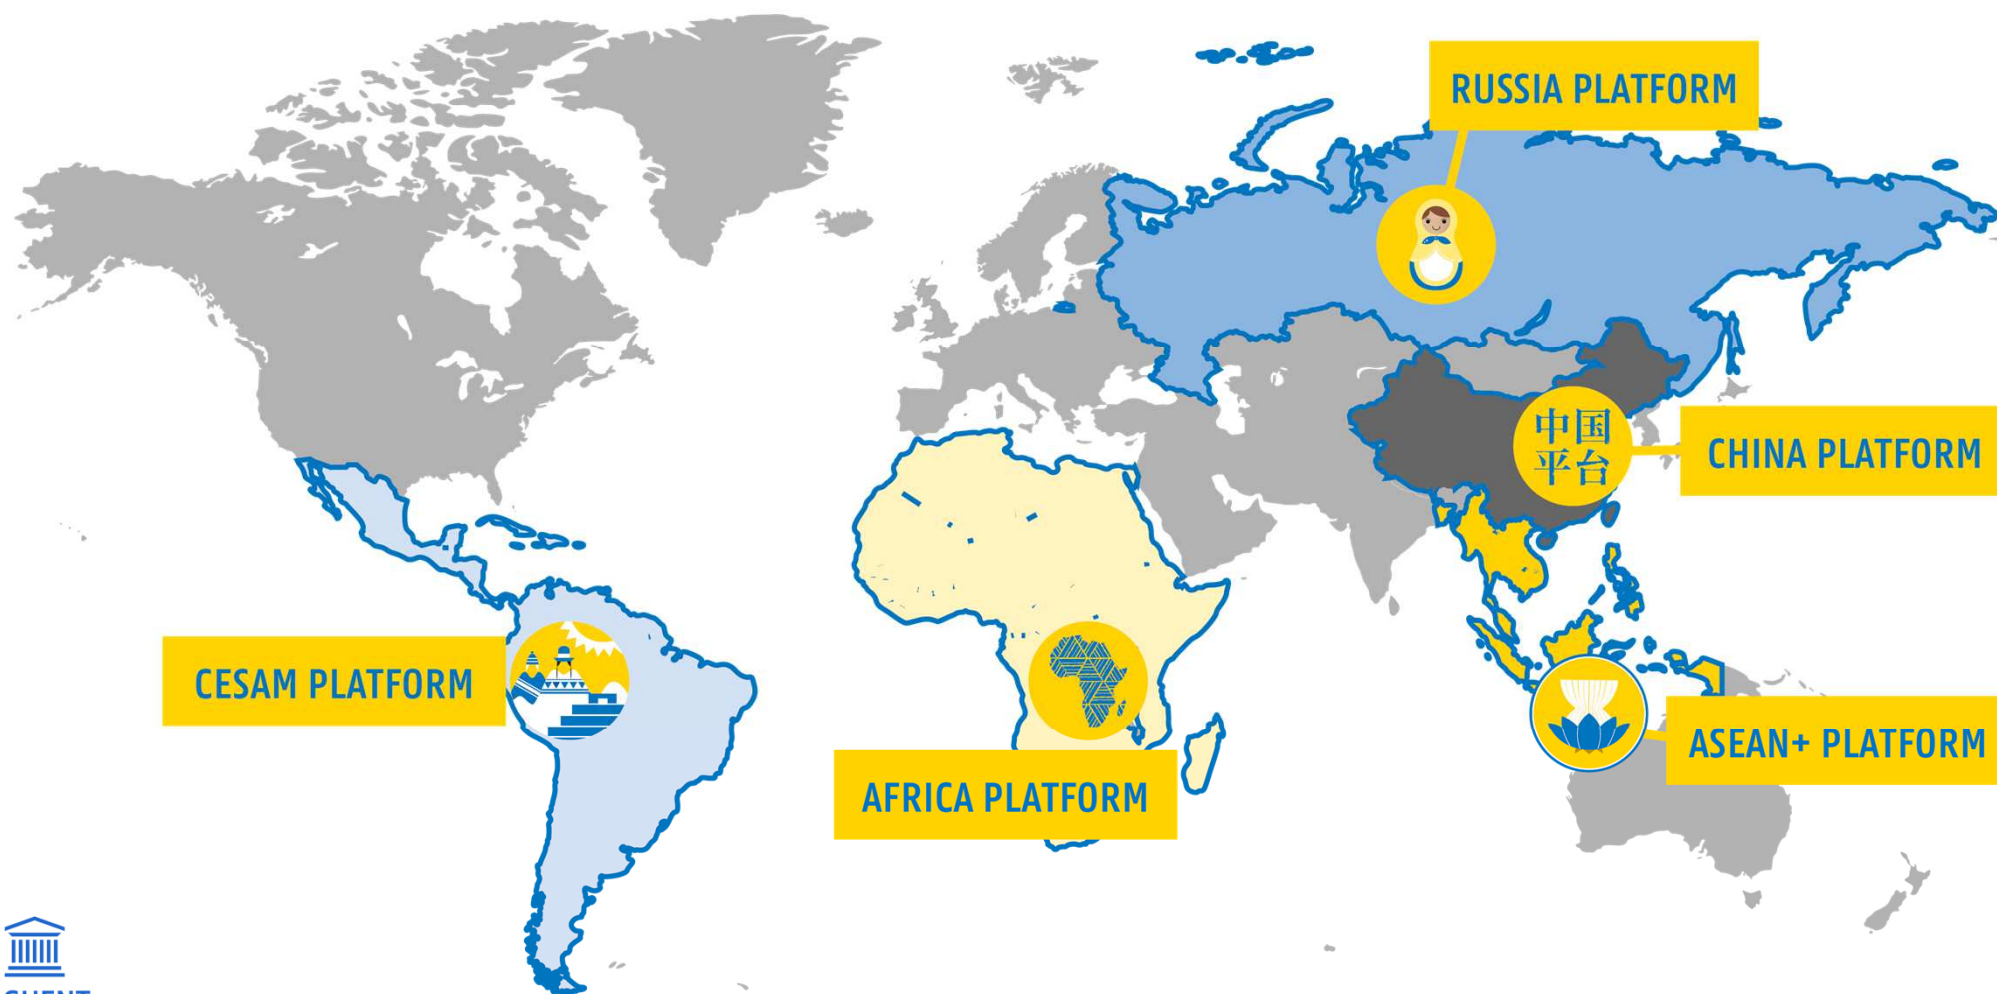 RUSSIA PLATFORM
中国
平台
CHINA PLATFORM
CESAM PLATFORM
ASEAN+ PLATFORM
AFRICA PLATFORM